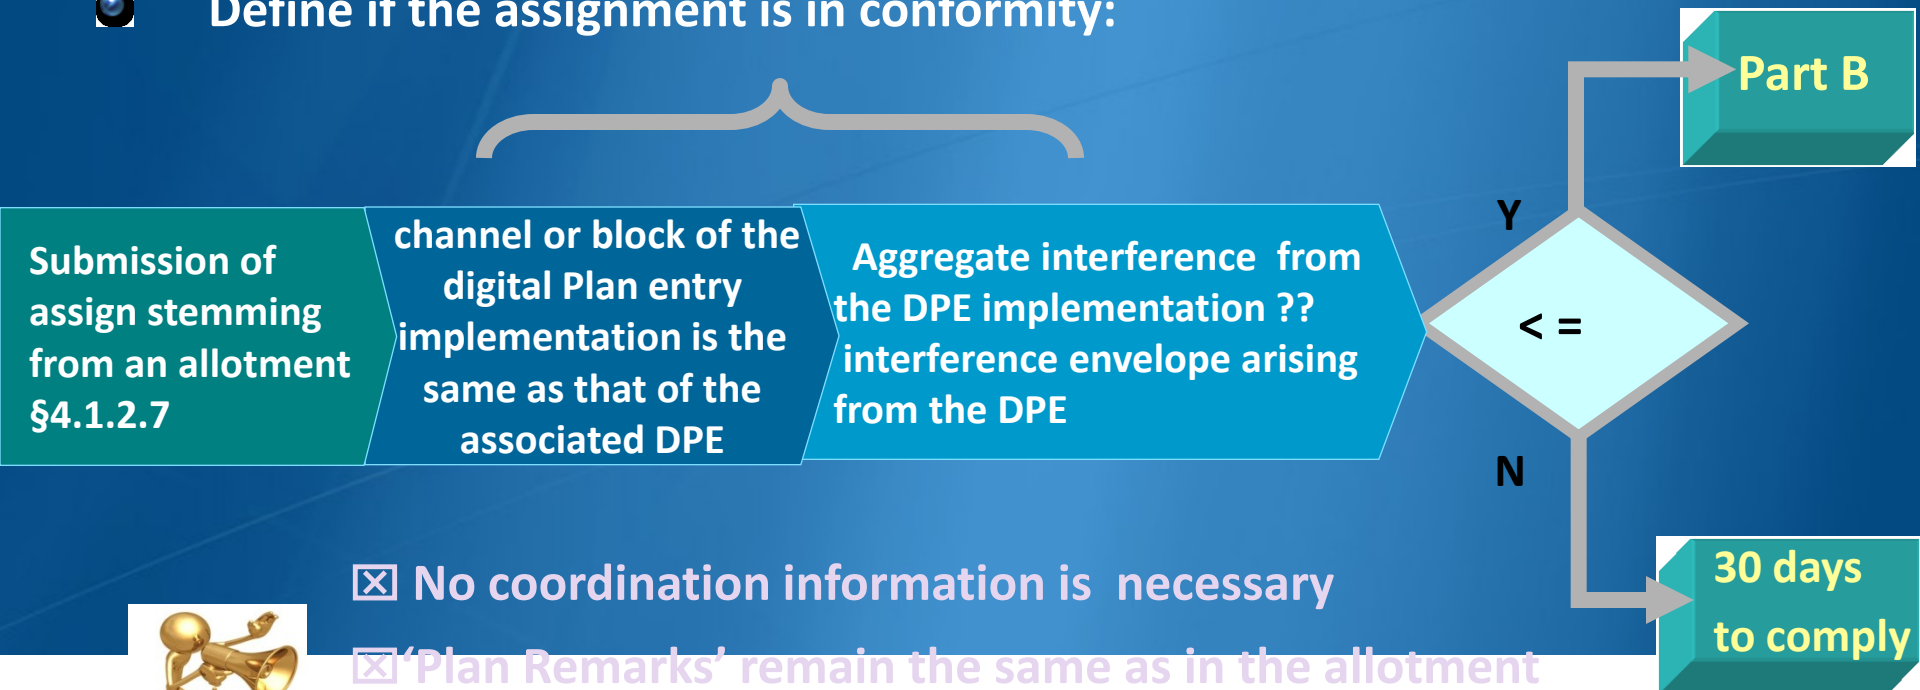 Define if the assignment is in conformity:
Part B
Submission of
assign stemming
from an allotment
§4.1.2.7
channel or block of the
digital Plan entry
implementation is the
same as that of the
associated DPE
Aggregate interference from
the DPE implementation ??
interference envelope arising
from the DPE
Y
< =
N
30 days
to comply
☒ No coordination information is necessary
☒‘Plan Remarks’ remain the same as in the allotment